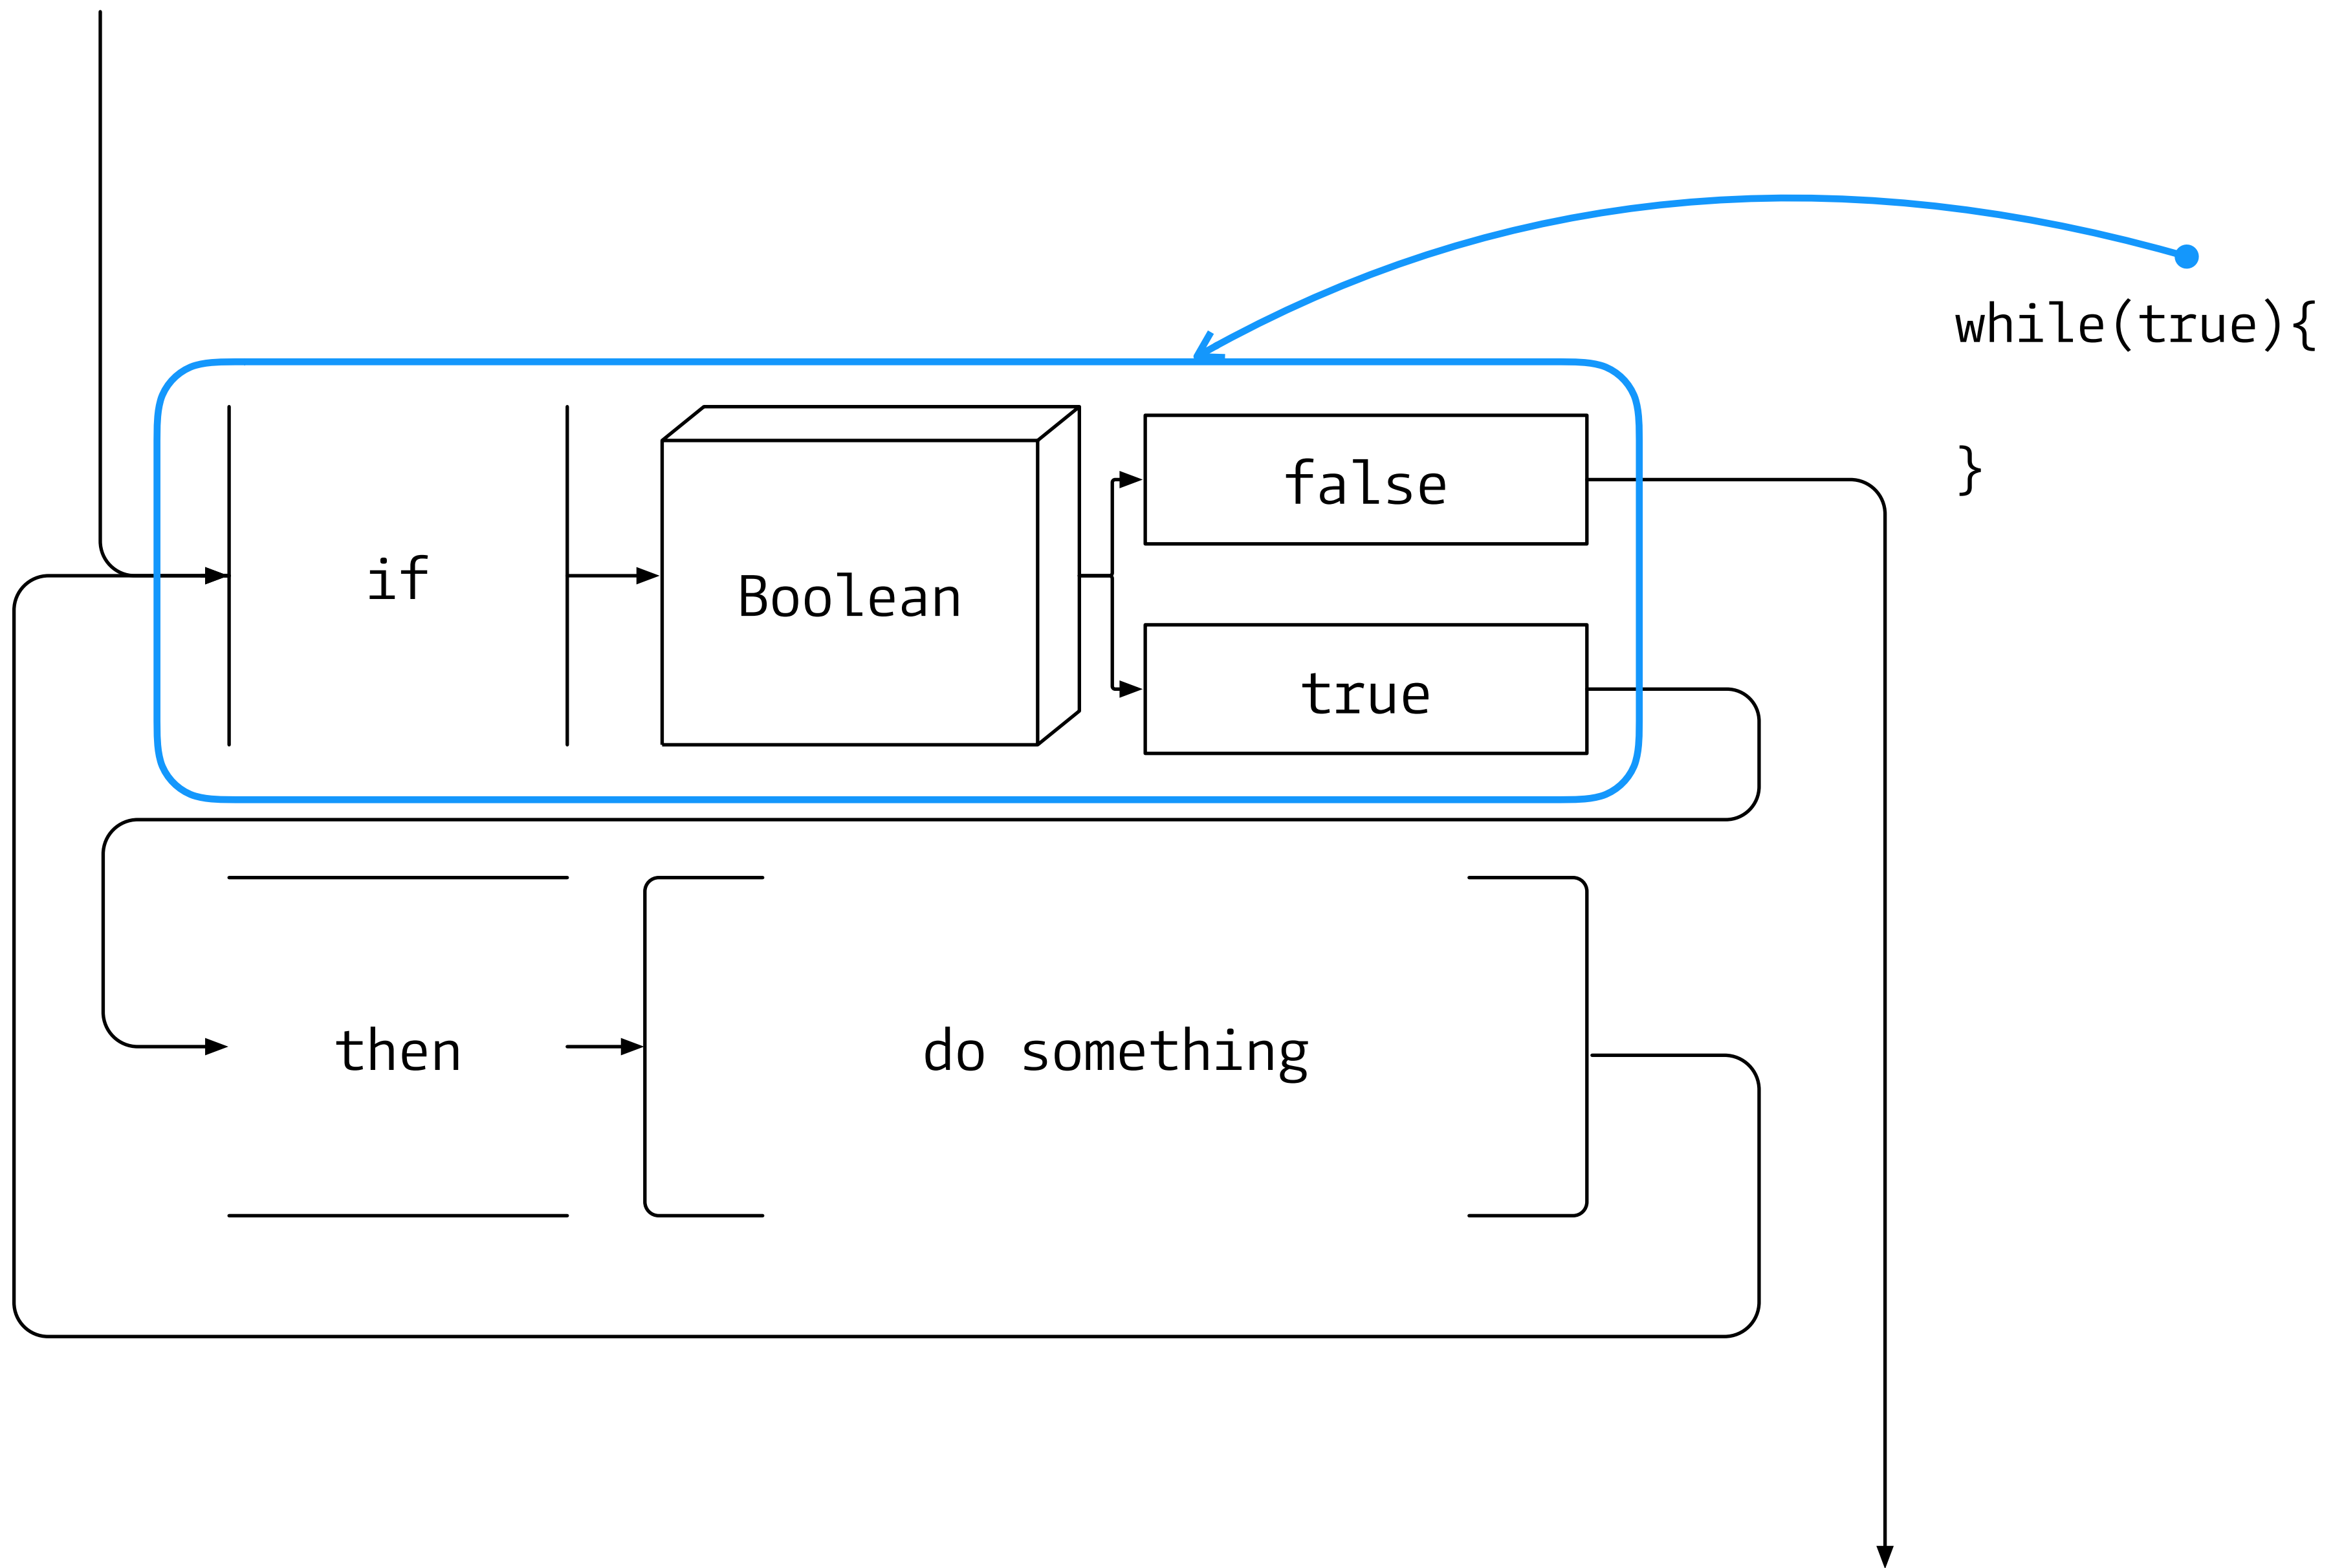 while(true){
}
false
if
Boolean
true
then
do something